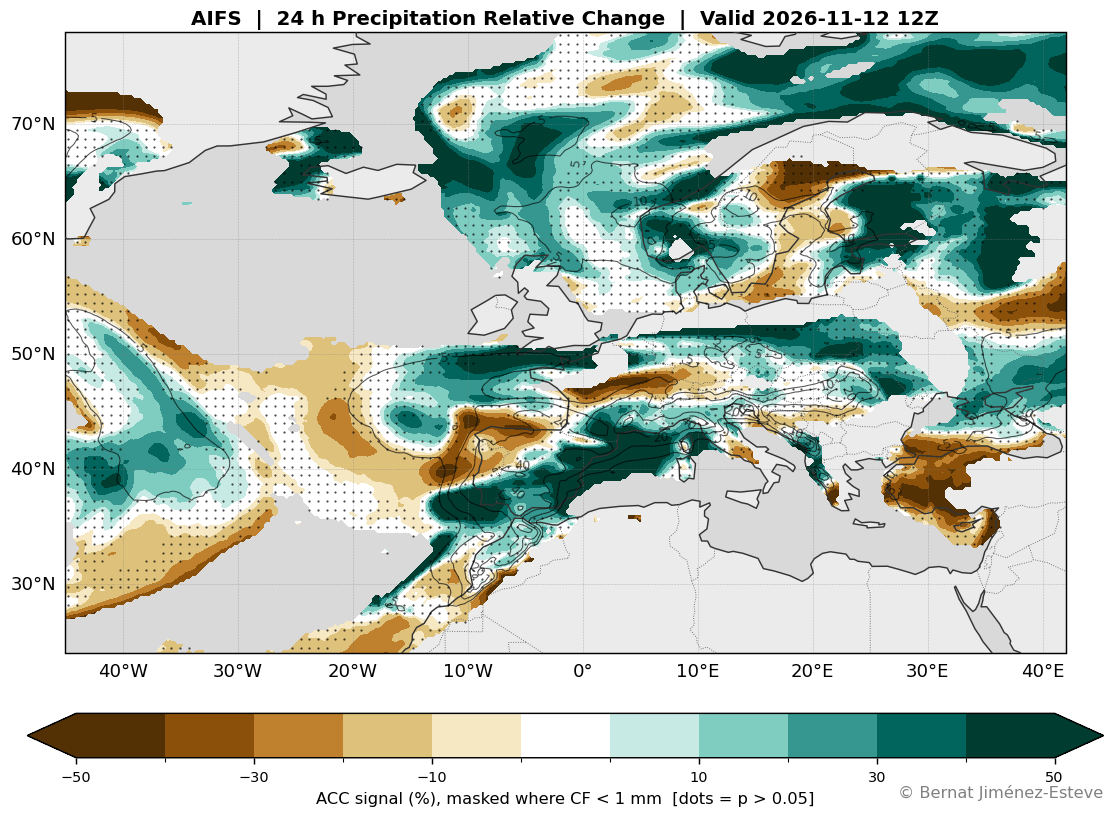 AIFS | 24 h Precipitation Relative Change | Valid 2026-11-12 12Z
70°N
60°N
50°N
40°N
30°N
40°W 30°W 20°W 10°W 0° 10°E 20°E 30°E 40°E
−50 −30 −10 10 30 50
ACC signal (%), masked where CF < 1 mm [dots = p > 0.05]
© Bernat Jiménez-Esteve